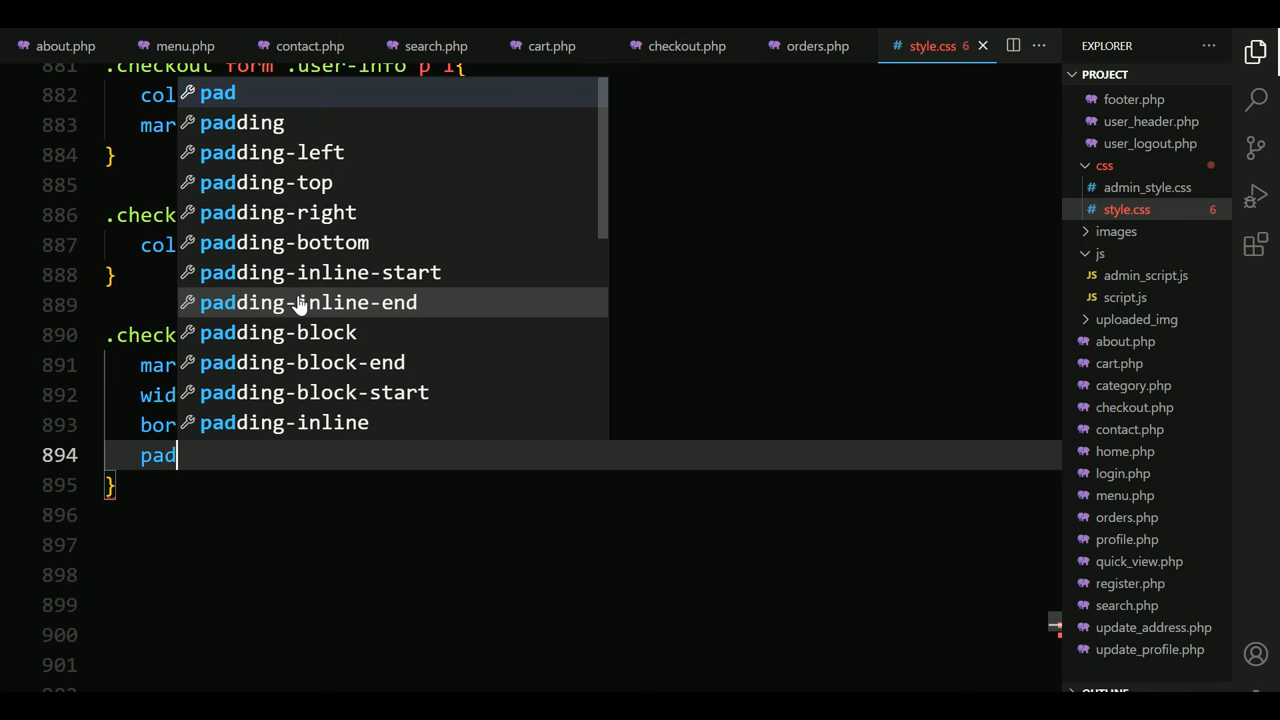 about.php menu.php contact.php search.php cart.php checkout.php orders.php # style.css 6
881 .checkout form .user-info p i{
882 col
883 mar
884 }
885
886 .check
887 col
888 }
889
890 .check
891 mar
892 wid
893 bor
894 pad
895 }
896
897
898
899
900
901
pad
padding
padding-left
padding-top
padding-right
padding-bottom
padding-inline-start
padding-inline-end
padding-block
padding-block-end
padding-block-start
padding-inline
EXPLORER
PROJECT
footer.php
user_header.php
user_logout.php
css
# admin_style.css
# style.css 6
images
js
JS admin_script.js
JS script.js
uploaded_img
about.php
cart.php
category.php
checkout.php
contact.php
home.php
login.php
menu.php
orders.php
profile.php
quick_view.php
register.php
search.php
update_address.php
update_profile.php
OUTLINE